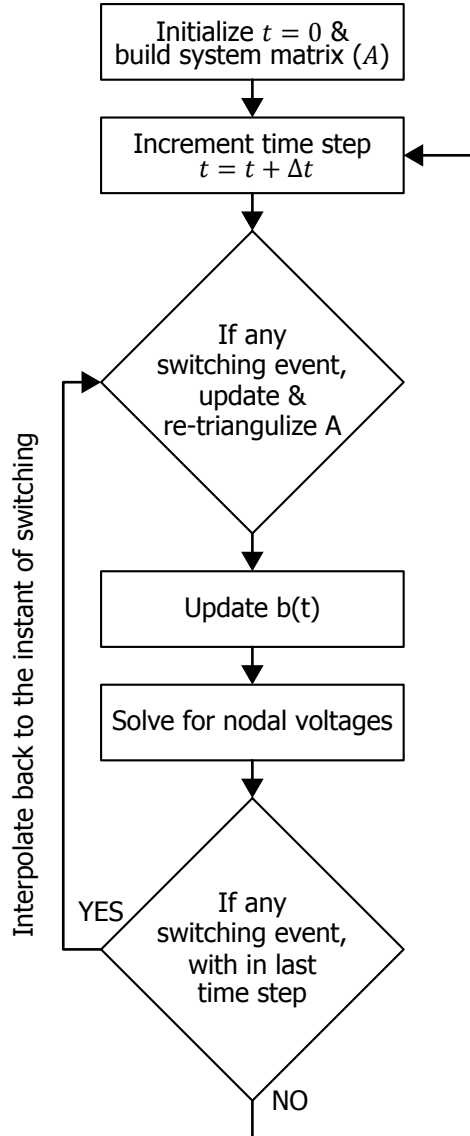 Initialize 𝑡 = 0 &
build system matrix (𝐴)
Increment time step
𝑡 = 𝑡 + Δ𝑡
If any
switching event,
update &
re-triangulize A
Interpolate back to the instant of switching
Update b(t)
Solve for nodal voltages
YES
If any
switching event,
with in last
time step
NO